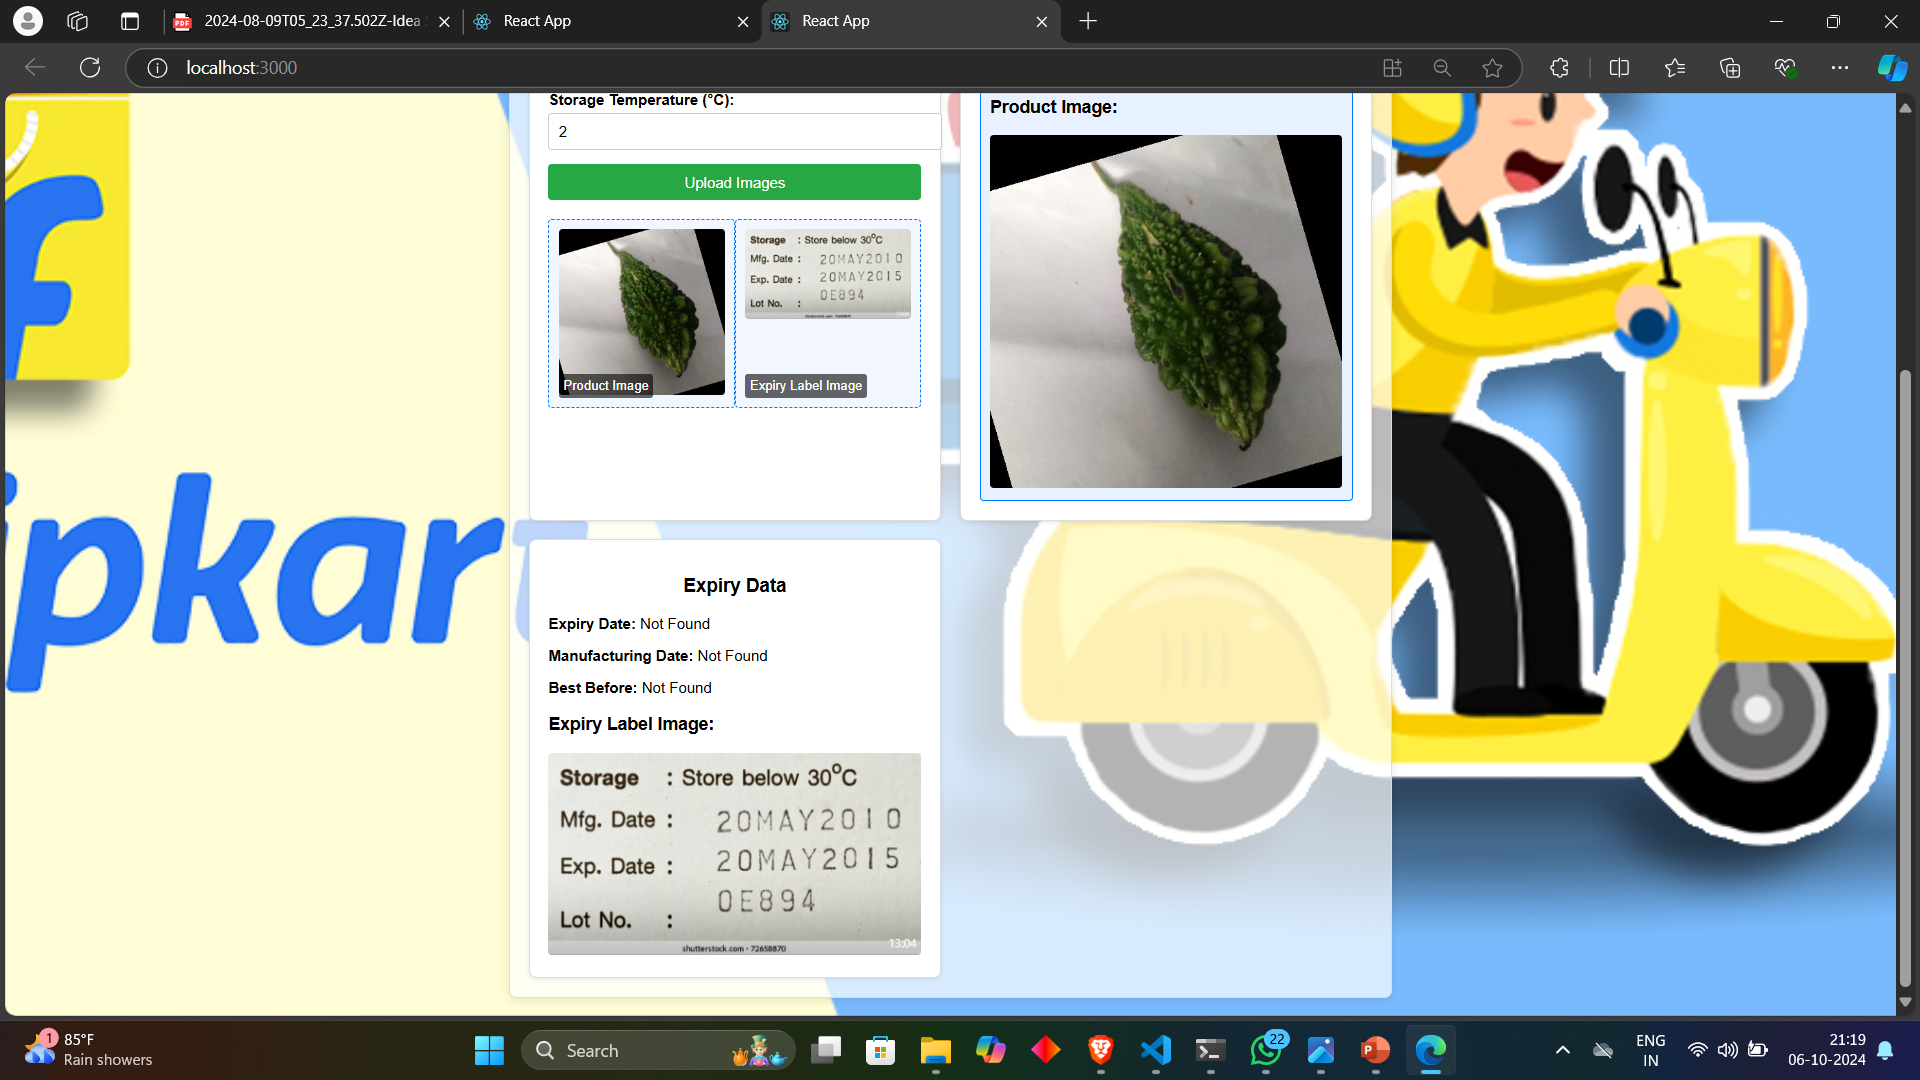 2024-08-09T05_23_37.502Z-Idea
React App
React App
localhost:3000
Storage Temperature (°C):
2
Upload Images
Storage : Store below 30°C
Mfg. Date : 20MAY2010
Exp. Date : 20MAY2015
0E894
Lot No. :
Product Image
Expiry Label Image
Product Image:
f
ipkart
Expiry Data
Expiry Date: Not Found
Manufacturing Date: Not Found
Best Before: Not Found
Expiry Label Image:
Storage : Store below 30°C
Mfg. Date : 20MAY2010
Exp. Date : 20MAY2015
0E894
Lot No. :
13:04
shutterstock.com • 72658870
1
85°F
Rain showers
Search
22
ENG
IN
21:19
06-10-2024